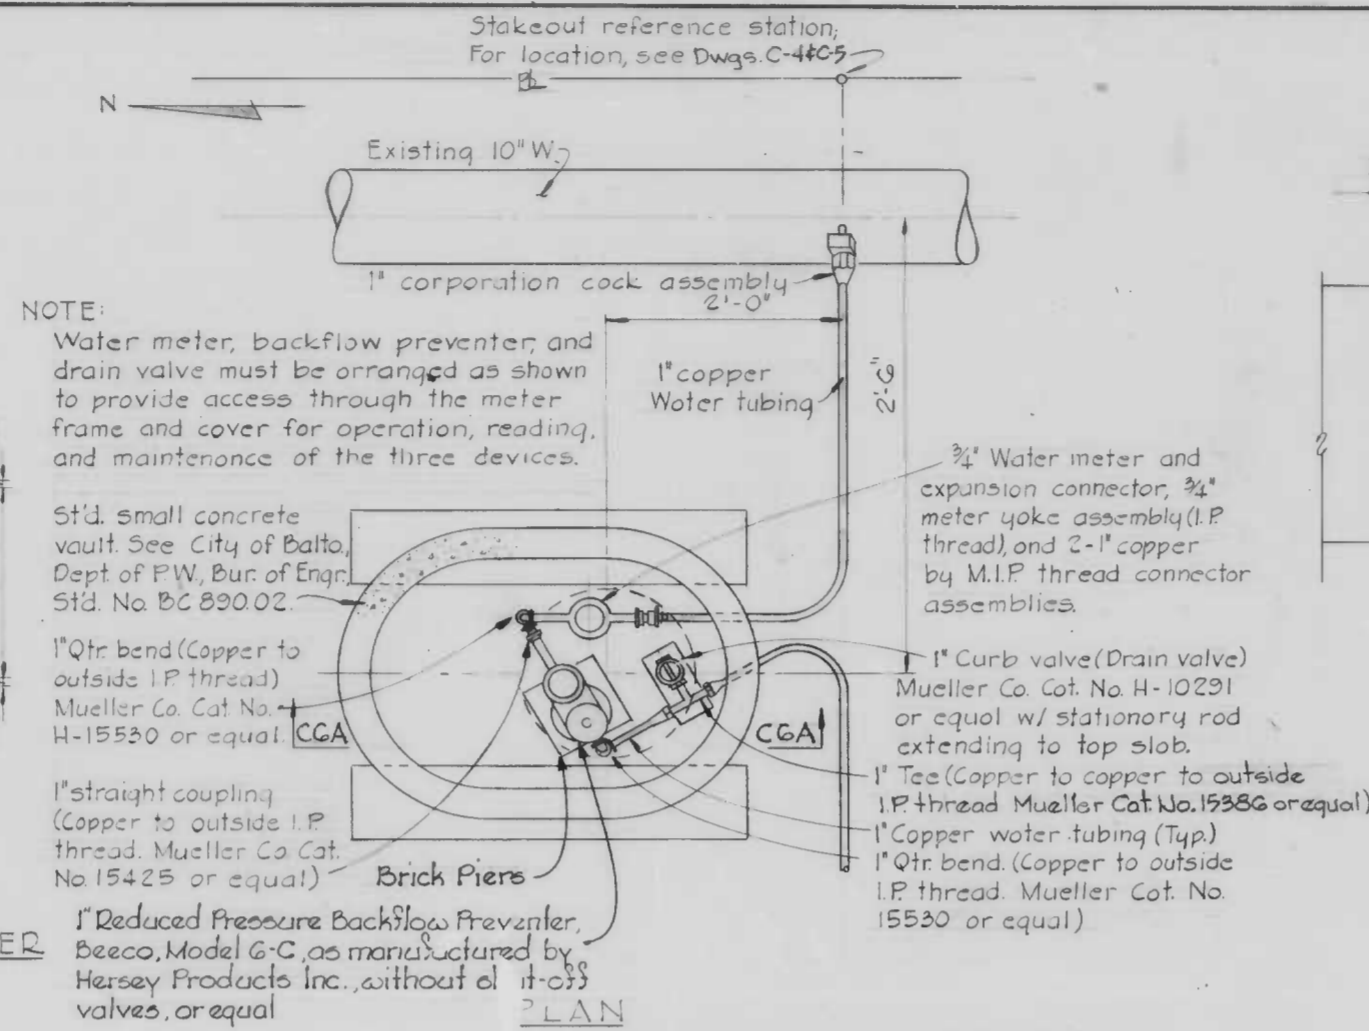 Stakeout reference station;
For location, see Dwgs. C-4&C-5
N
Existing 10" W.
1" corporation cock assembly
2'-0"
NOTE:
Water meter, backflow preventer, and
drain valve must be arranged as shown
to provide access through the meter
frame and cover for operation, reading,
and maintenance of the three devices.
1" copper
Water tubing
2'-6"
St'd. small concrete
vault. See City of Balto.,
Dept. of P.W., Bur. of Engr.,
St'd. No. BC 890.02.
3/4" Water meter and
expansion connector, 3/4"
meter yoke assembly (I.P.
thread), and 2-1" copper
by M.I.P. thread connector
assemblies.
1" Qtr. bend (Copper to
outside I.P. thread)
Mueller Co. Cat. No.
H-15530 or equal.
CGA
CGA
1" Curb valve (Drain valve)
Mueller Co. Cat. No. H-10291
or equal w/ stationary rod
extending to top slab.
1" Tee (Copper to copper to outside
I.P. thread Mueller Cat. No. 15386 or equal)
1" Copper water tubing (Typ.)
1" Qtr. bend. (Copper to outside
I.P. thread. Mueller Cat. No.
15530 or equal)
1" straight coupling
(Copper to outside I.P.
thread. Mueller Co Cat.
No. 15425 or equal)
Brick Piers
1" Reduced Pressure Backflow Preventer,
Beeco, Model 6-C, as manufactured by
Hersey Products Inc., without
valves, or equal
PLAN